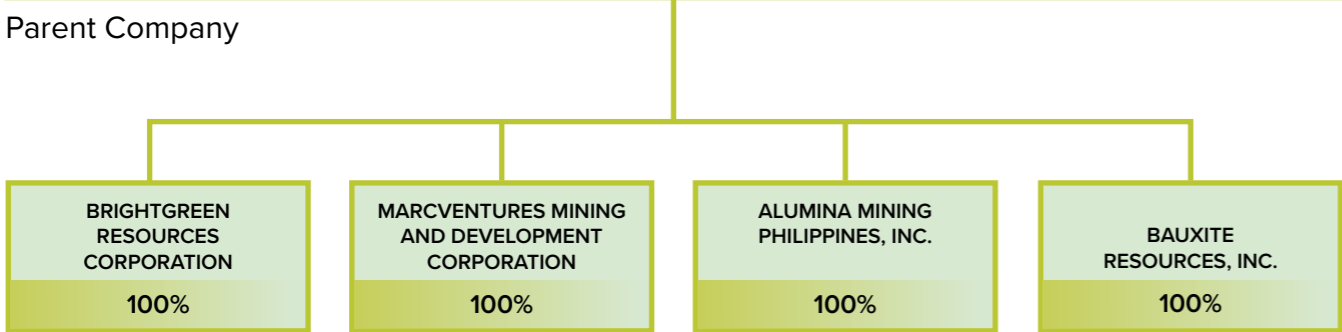 Parent Company
BRIGHTGREEN
RESOURCES
CORPORATION
100%
MARCVENTURES MINING
AND DEVELOPMENT
CORPORATION
100%
ALUMINA MINING
PHILIPPINES, INC.
100%
BAUXITE
RESOURCES, INC.
100%